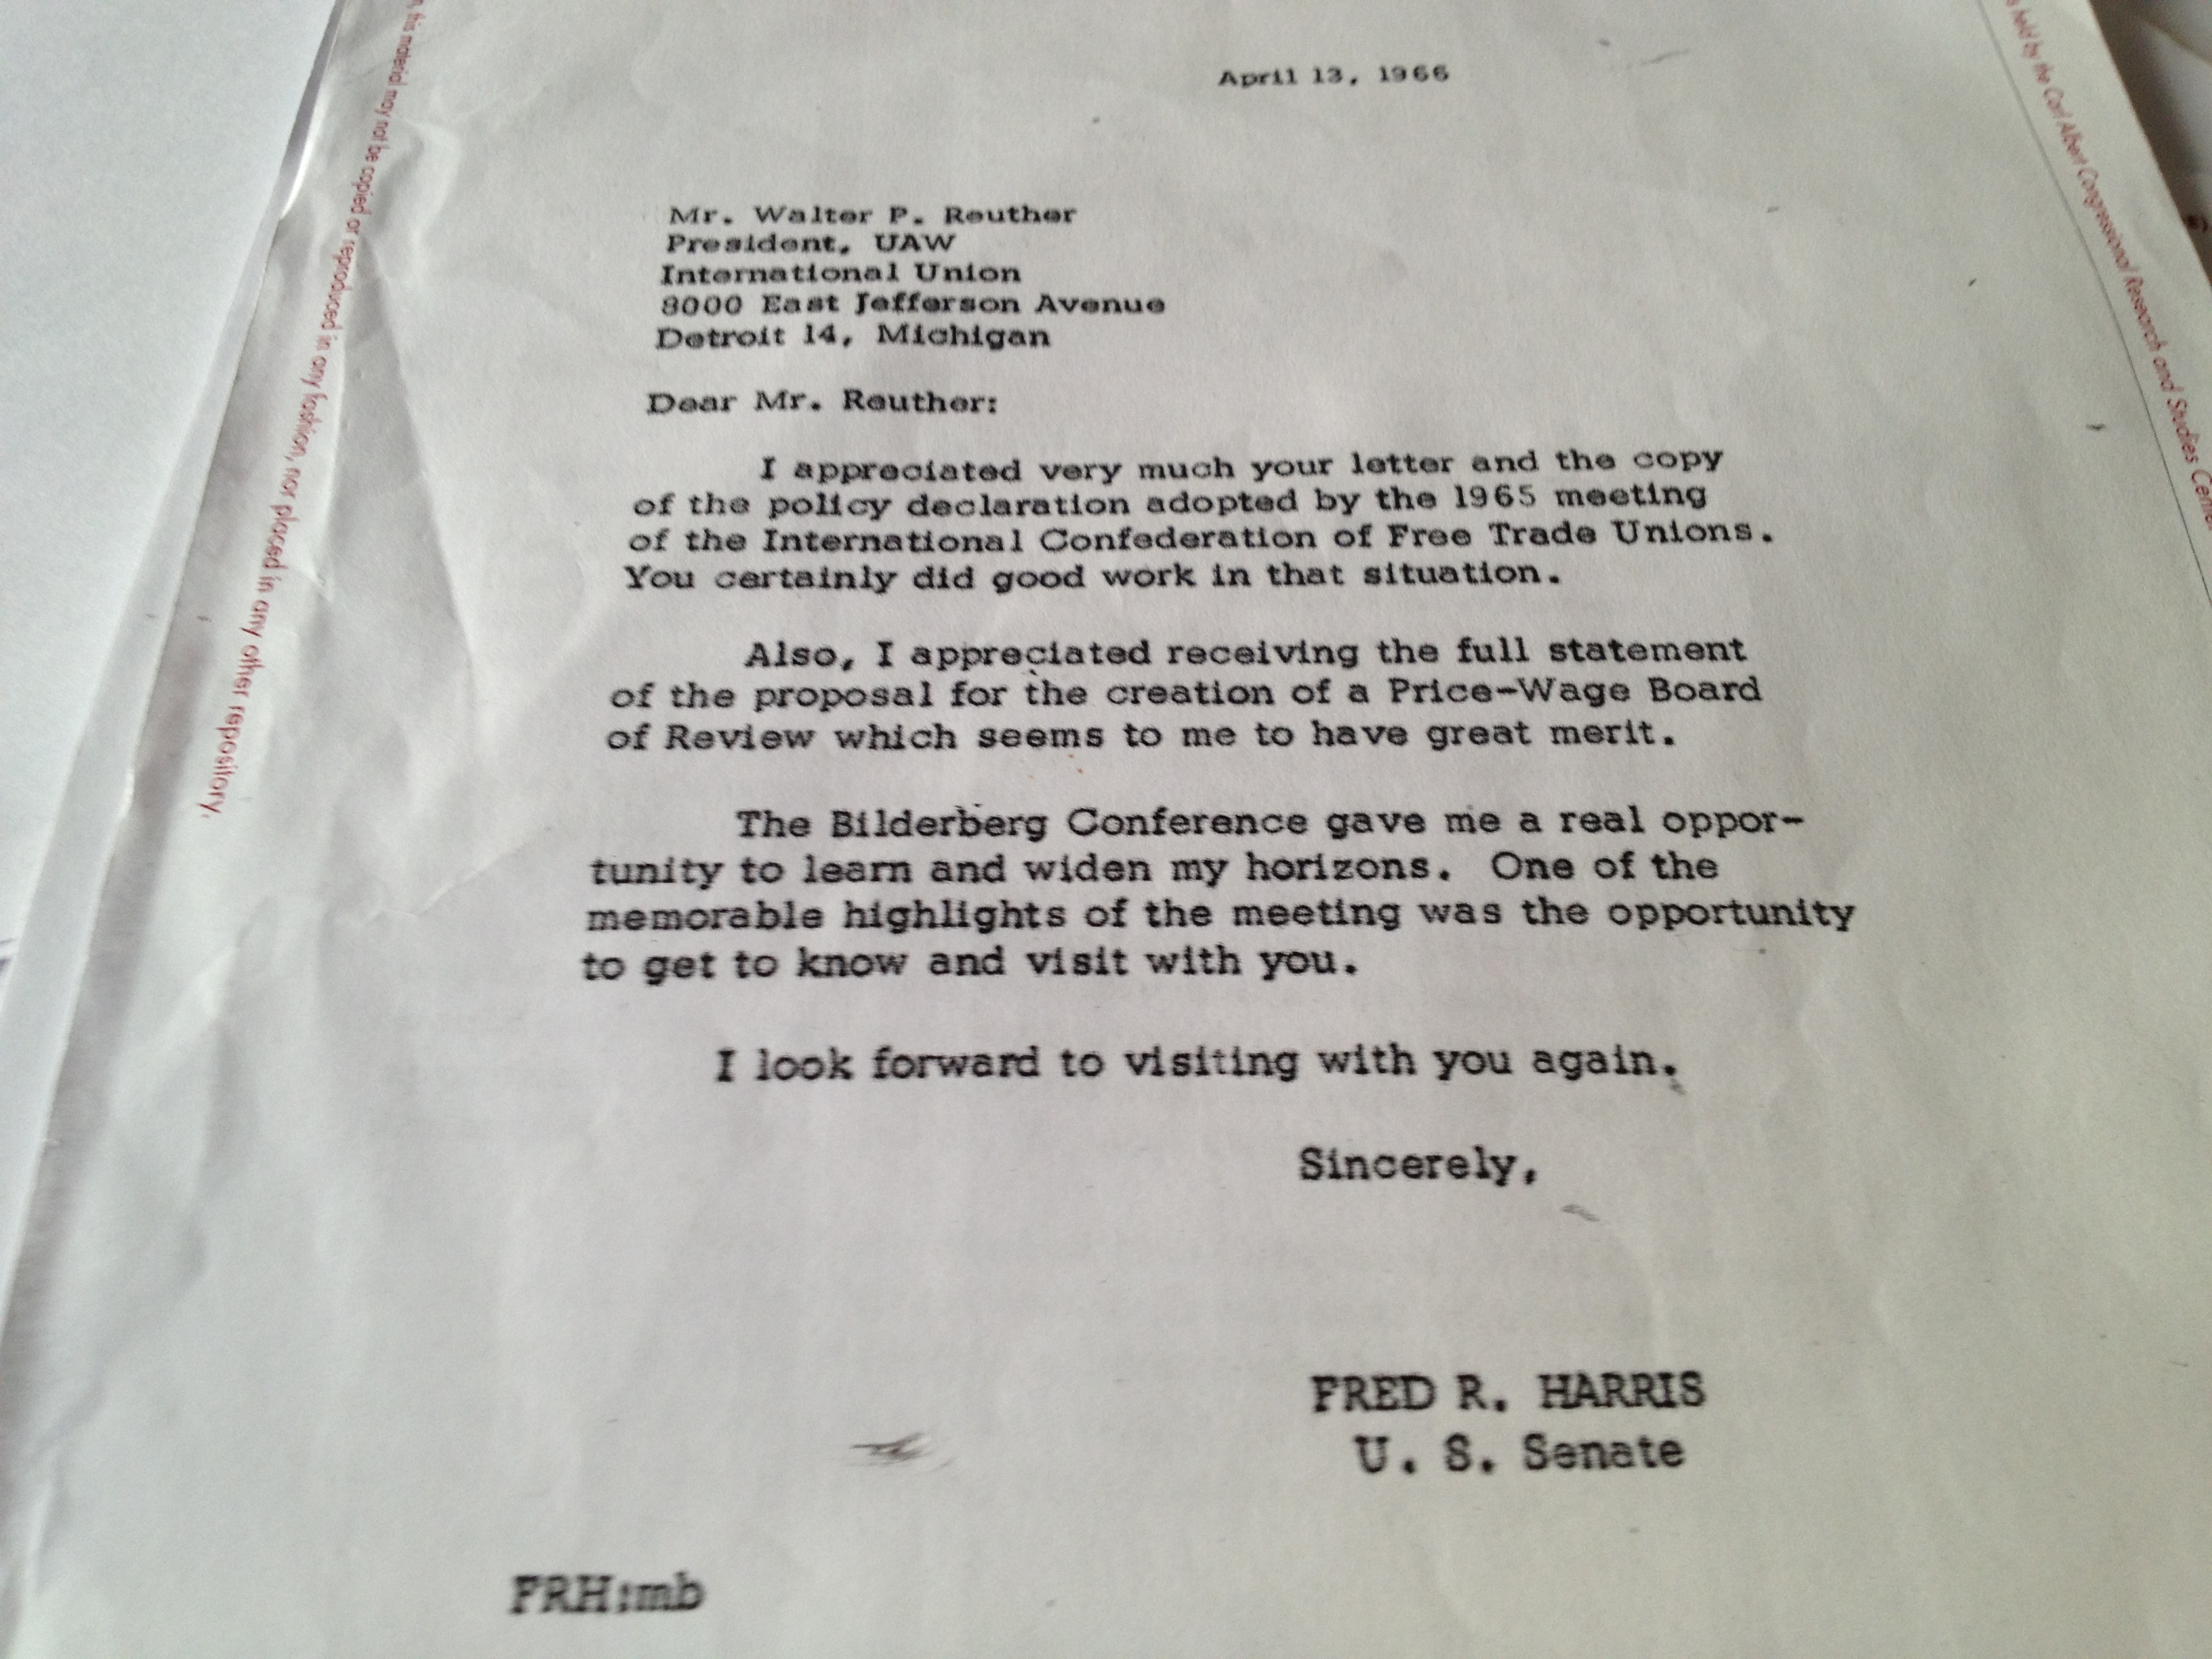 April 13, 1966
Mr. Walter P. Reuther
President, UAW
International Union
8000 East Jefferson Avenue
Detroit 14, Michigan
Dear Mr. Reuther:
I appreciated very much your letter and the copy
of the policy declaration adopted by the 1965 meeting
of the International Confederation of Free Trade Unions.
You certainly did good work in that situation.
Also, I appreciated receiving the full statement
of the proposal for the creation of a Price-Wage Board
of Review which seems to me to have great merit.
The Bilderberg Conference gave me a real oppor-
tunity to learn and widen my horizons. One of the
memorable highlights of the meeting was the opportunity
to get to know and visit with you.
I look forward to visiting with you again.
Sincerely,
FRED R. HARRIS
U. S. Senate
FRH:mb
this material may not be copied or reproduced in any fashion, nor placed in any other repository.
held by the Carl Albert Congressional Research and Studies Center